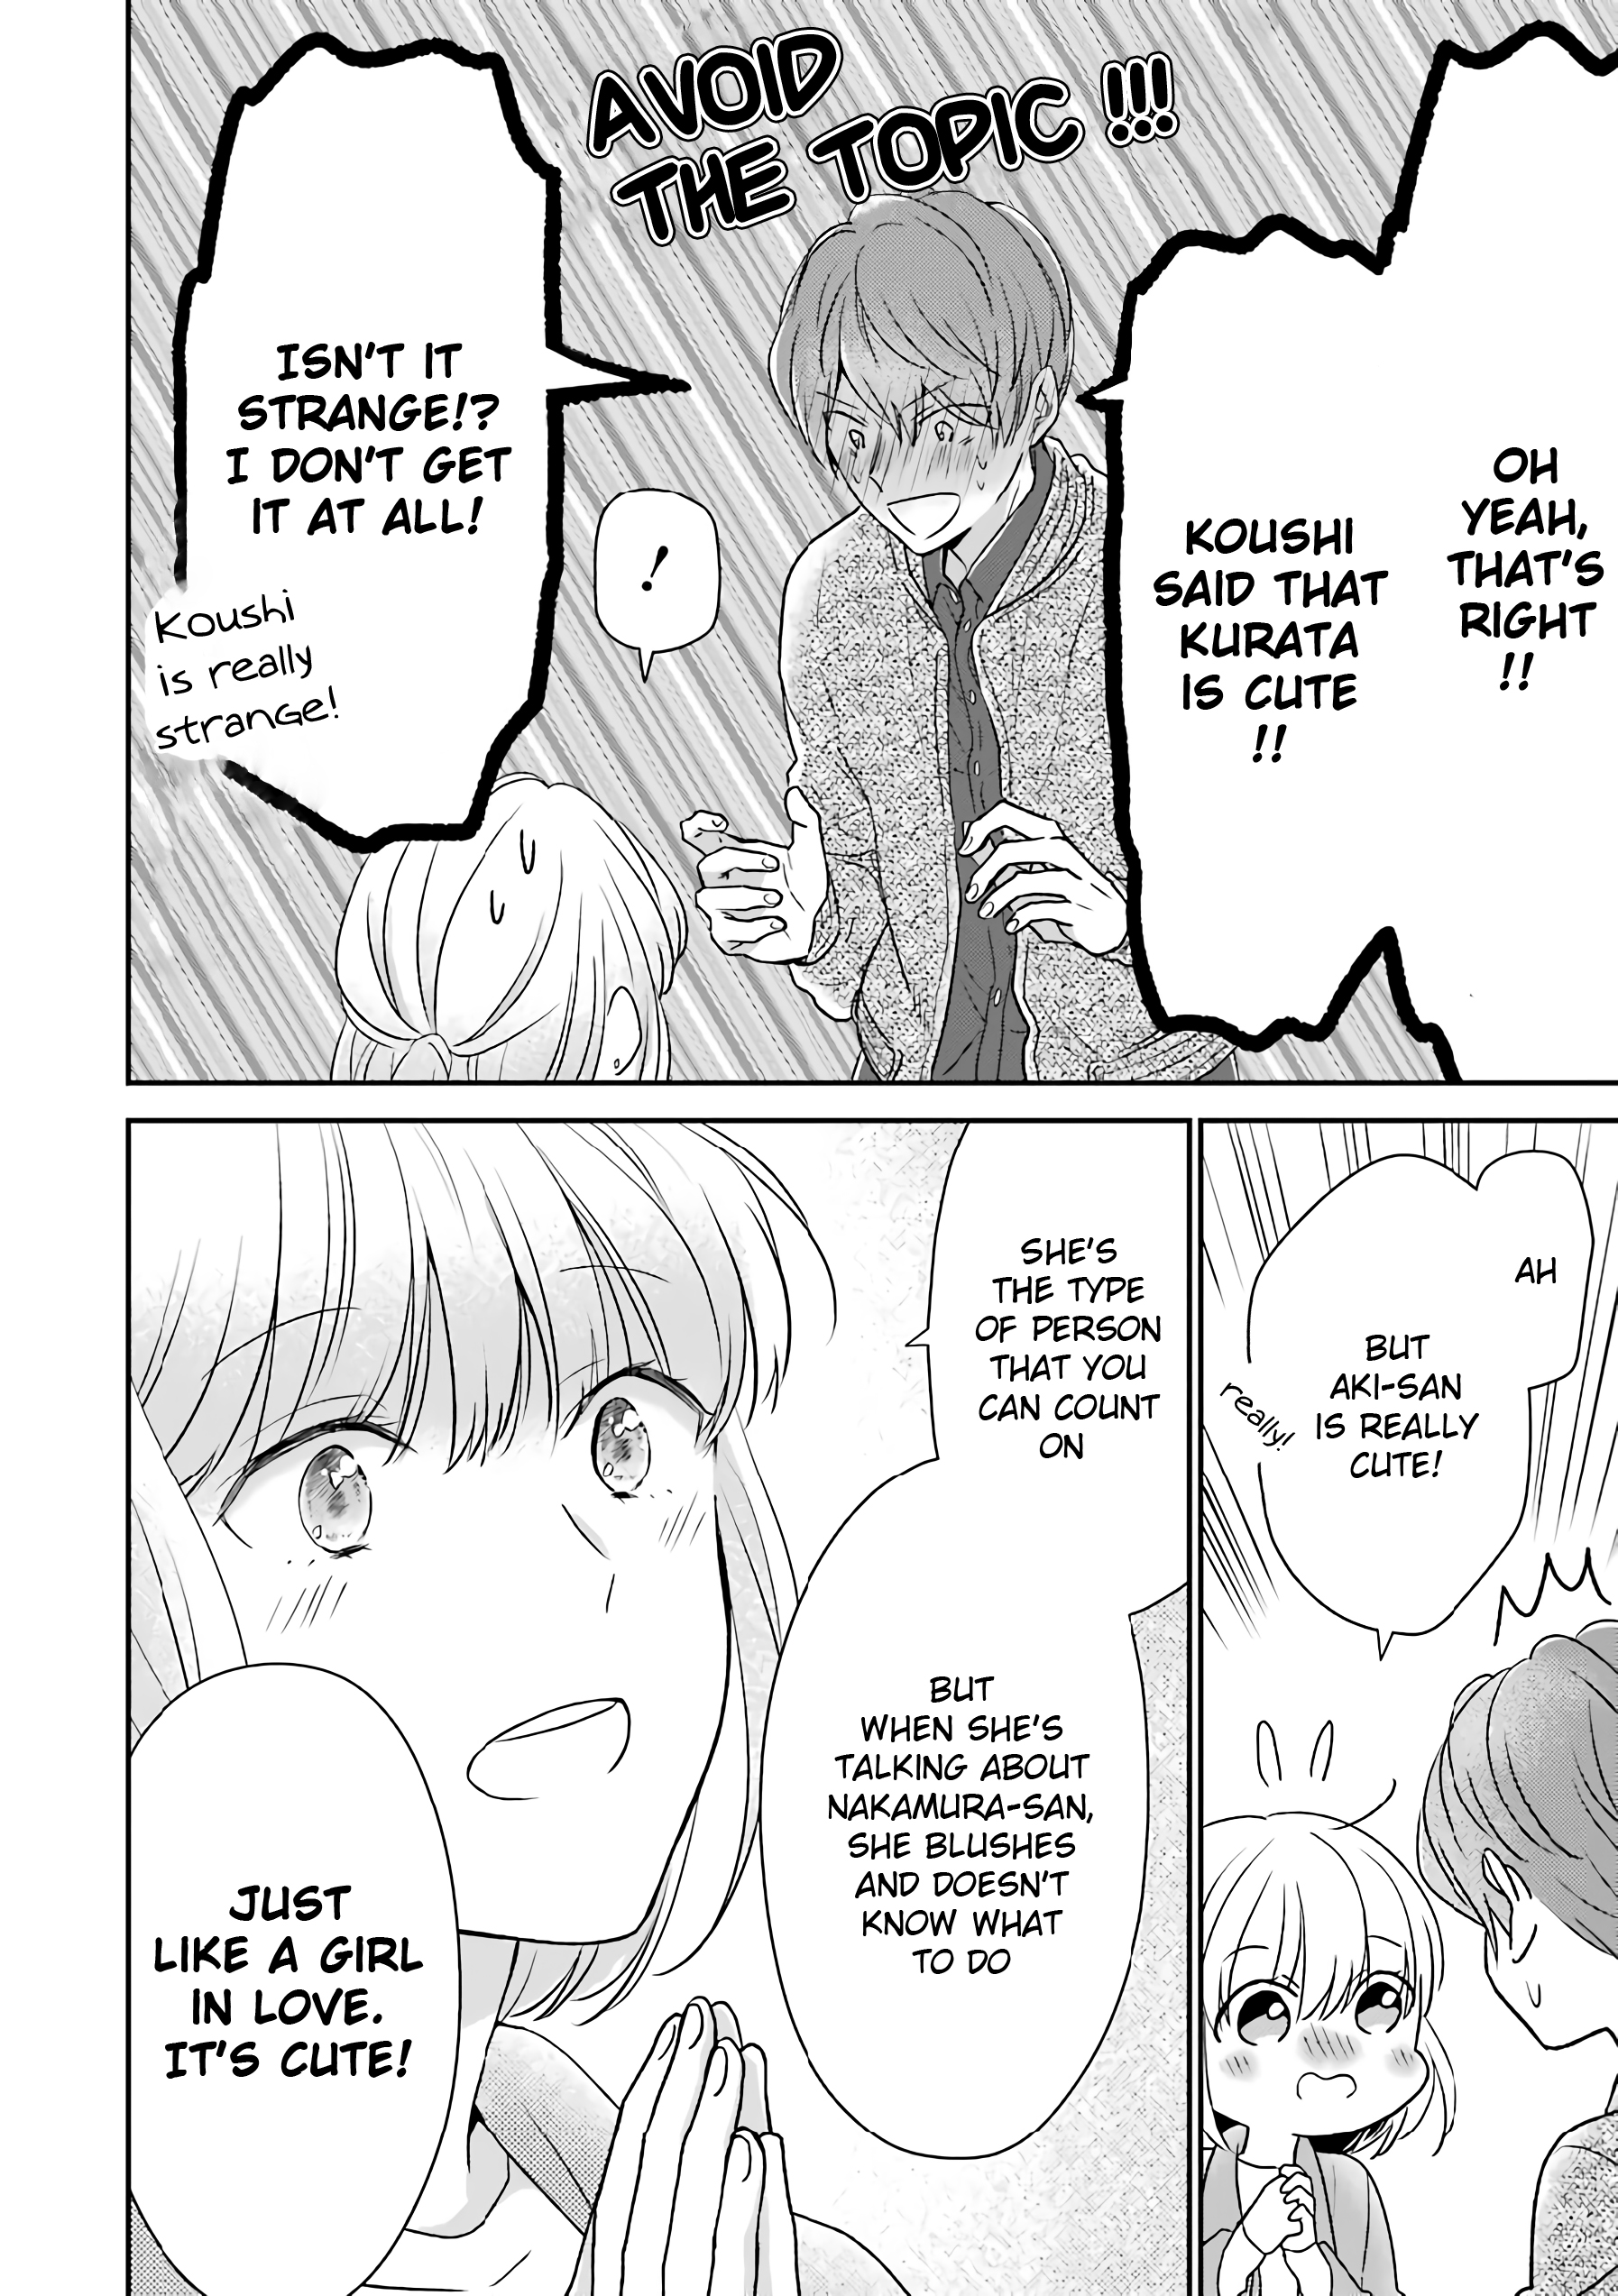 OH
YEAH,
THAT'S
RIGHT
!!
KOUSHI
SAID THAT
KURATA
IS CUTE
!!
AVOID
THE TOPIC !!!
!
ISN'T IT
STRANGE!?
I DON'T GET
IT AT ALL!
Koushi
is really
strange!
AH
BUT
AKI-SAN
IS REALLY
CUTE!
really!
SHE'S
THE TYPE
OF PERSON
THAT YOU
CAN COUNT
ON
BUT
WHEN SHE'S
TALKING ABOUT
NAKAMURA-SAN,
SHE BLUSHES
AND DOESN'T
KNOW WHAT
TO DO
JUST
LIKE A GIRL
IN LOVE.
IT'S CUTE!